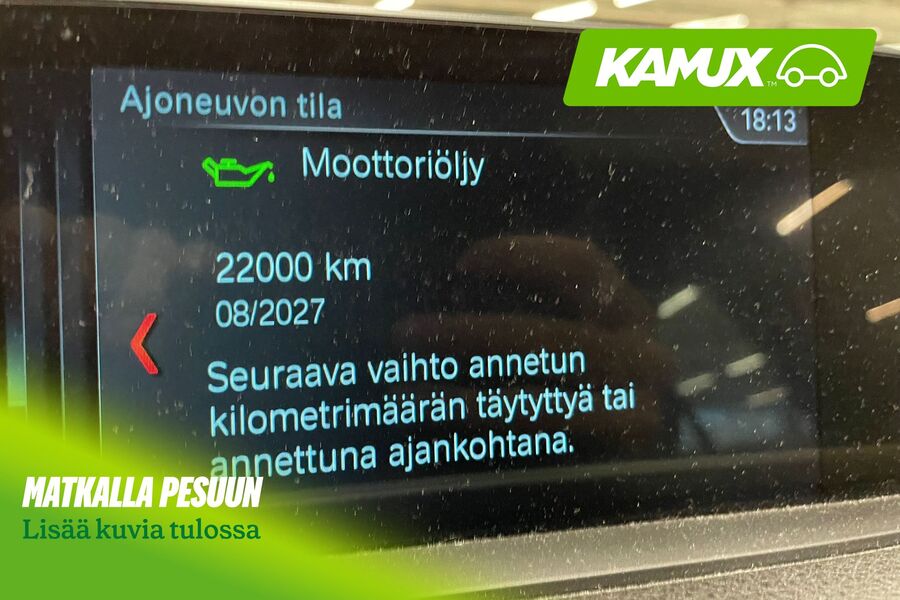 KAMUX™
Ajoneuvon tila
18:13
Moottoriöljy
22000 km
08/2027
Seuraava vaihto annetun
kilometrimäärän täytyttyä tai
annettuna ajankohtana.
MATKALLA PESUUN
Lisää kuvia tulossa